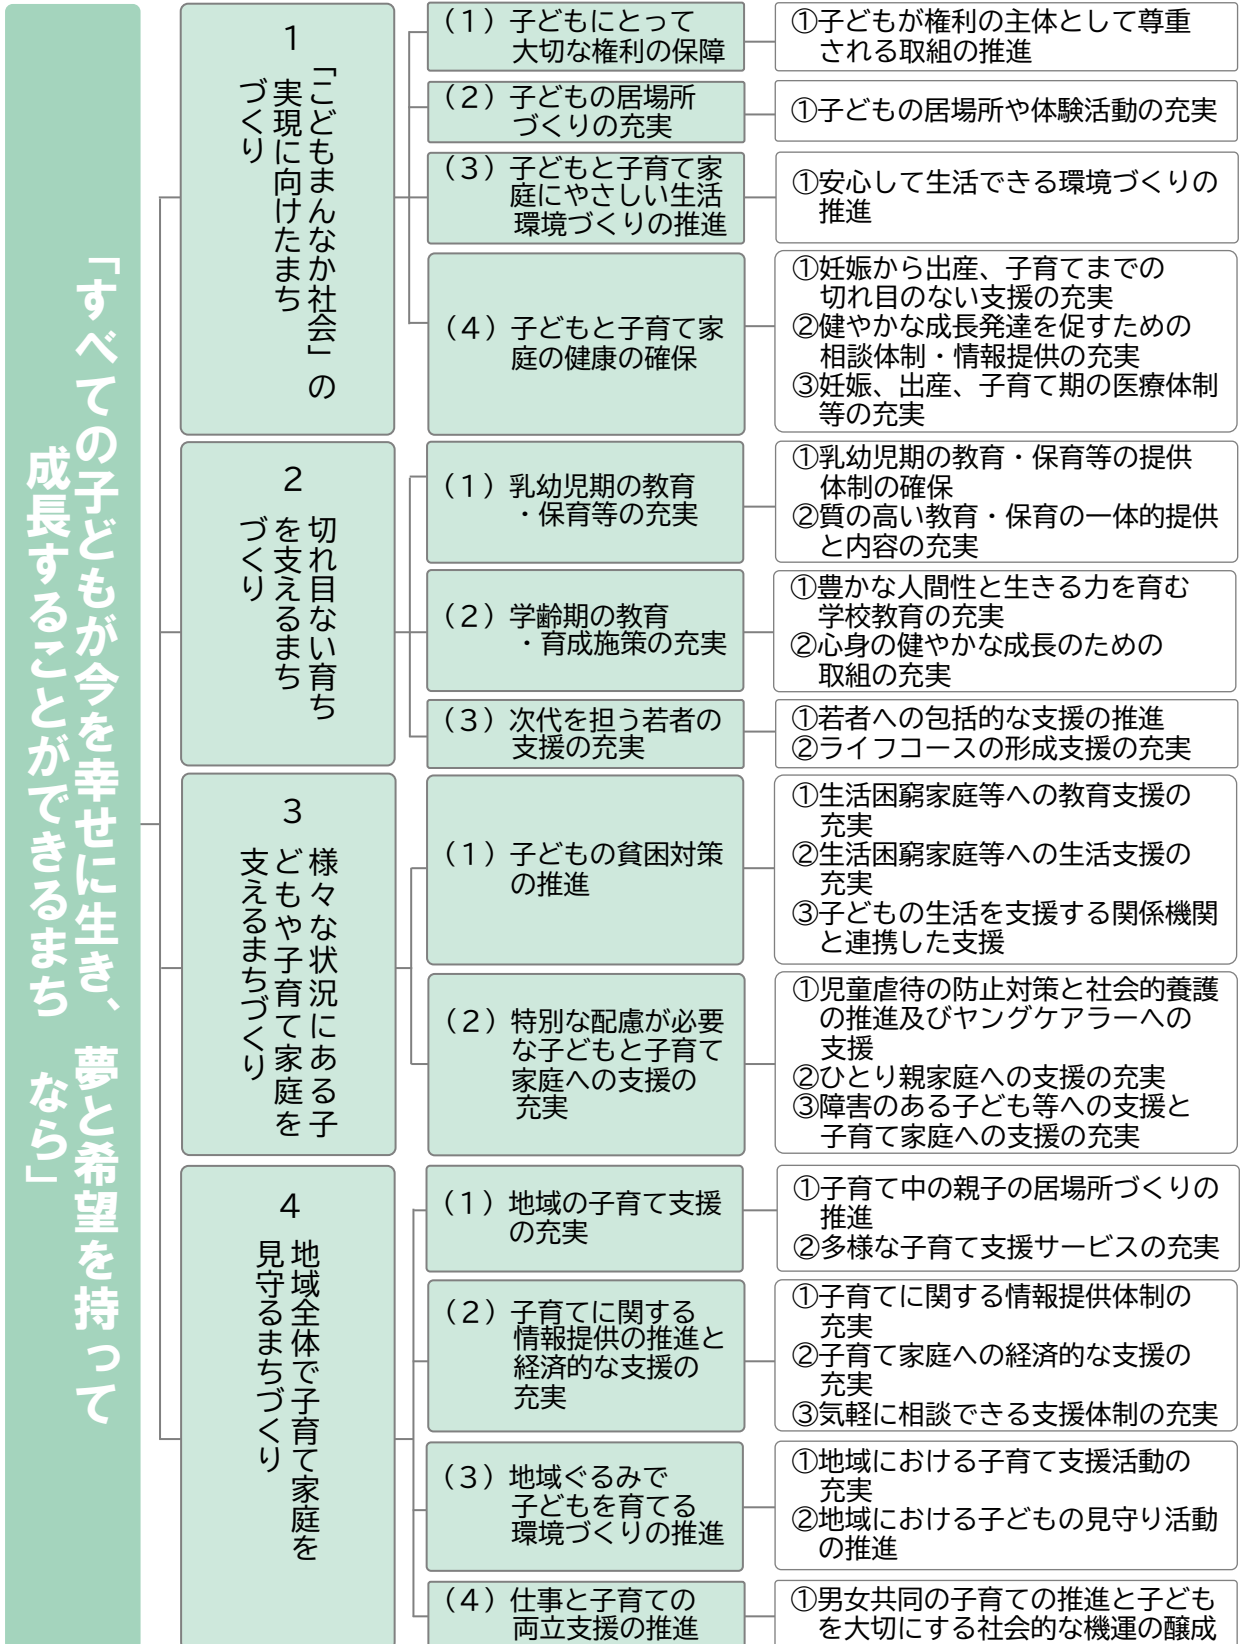 「すべての子どもが今を幸せに生き、夢と希望を持って
成長することができるまち なら」
1
「こどもまんなか社会」の
実現に向けたまち
づくり
(1)子どもにとって
大切な権利の保障
①子どもが権利の主体として尊重
される取組の推進
(2)子どもの居場所
づくりの充実
①子どもの居場所や体験活動の充実
(3)子どもと子育て家
庭にやさしい生活
環境づくりの推進
①安心して生活できる環境づくりの
推進
(4)子どもと子育て家
庭の健康の確保
①妊娠から出産、子育てまでの
切れ目のない支援の充実
②健やかな成長発達を促すための
相談体制・情報提供の充実
③妊娠、出産、子育て期の医療体制
等の充実
2
切れ目ない育ち
を支えるまち
づくり
(1)乳幼児期の教育
・保育等の充実
①乳幼児期の教育・保育等の提供
体制の確保
②質の高い教育・保育の一体的提供
と内容の充実
(2)学齢期の教育
・育成施策の充実
①豊かな人間性と生きる力を育む
学校教育の充実
②心身の健やかな成長のための
取組の充実
(3)次代を担う若者の
支援の充実
①若者への包括的な支援の推進
②ライフコースの形成支援の充実
3
様々な状況にある子
どもや子育て家庭を
支えるまちづくり
(1)子どもの貧困対策
の推進
①生活困窮家庭等への教育支援の
充実
②生活困窮家庭等への生活支援の
充実
③子どもの生活を支援する関係機関
と連携した支援
(2)特別な配慮が必要
な子どもと子育て
家庭への支援の
充実
①児童虐待の防止対策と社会的養護
の推進及びヤングケアラーへの
支援
②ひとり親家庭への支援の充実
③障害のある子ども等への支援と
子育て家庭への支援の充実
4
地域全体で子育て家庭を
見守るまちづくり
(1)地域の子育て支援
の充実
①子育て中の親子の居場所づくりの
推進
②多様な子育て支援サービスの充実
(2)子育てに関する
情報提供の推進と
経済的な支援の
充実
①子育てに関する情報提供体制の
充実
②子育て家庭への経済的な支援の
充実
③気軽に相談できる支援体制の充実
(3)地域ぐるみで
子どもを育てる
環境づくりの推進
①地域における子育て支援活動の
充実
②地域における子どもの見守り活動
の推進
(4)仕事と子育ての
両立支援の推進
①男女共同の子育ての推進と子ども
を大切にする社会的な機運の醸成